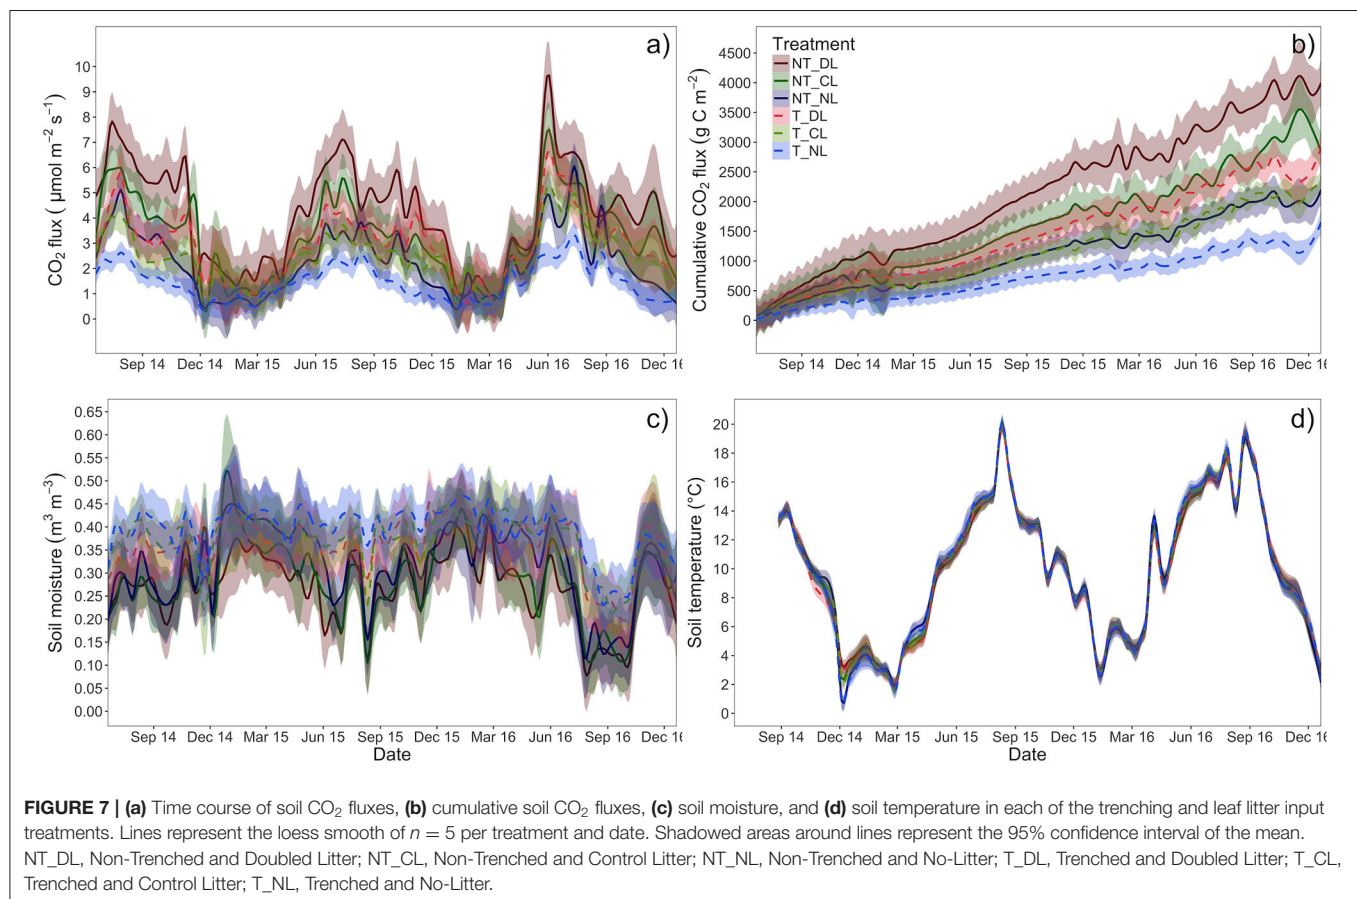 a)
CO2 flux ( μmol m−2 s−1)
10
9
8
7
6
5
4
3
2
1
0
Sep 14 Dec 14 Mar 15 Jun 15 Sep 15 Dec 15 Mar 16 Jun 16 Sep 16 Dec 16
b)
Cumulative CO2 flux (g C m−2)
4500
4000
3500
3000
2500
2000
1500
1000
500
0
Treatment
NT_DL
NT_CL
NT_NL
T_DL
T_CL
T_NL
Sep 14 Dec 14 Mar 15 Jun 15 Sep 15 Dec 15 Mar 16 Jun 16 Sep 16 Dec 16
c)
Soil moisture (m3 m−3)
0.65
0.60
0.55
0.50
0.45
0.40
0.35
0.30
0.25
0.20
0.15
0.10
0.05
0.00
Sep 14 Dec 14 Mar 15 Jun 15 Sep 15 Dec 15 Mar 16 Jun 16 Sep 16 Dec 16
Date
d)
Soil temperature (°C)
20
18
16
14
12
10
8
6
4
2
0
Sep 14 Dec 14 Mar 15 Jun 15 Sep 15 Dec 15 Mar 16 Jun 16 Sep 16 Dec 16
Date
FIGURE 7 | (a) Time course of soil CO2 fluxes, (b) cumulative soil CO2 fluxes, (c) soil moisture, and (d) soil temperature in each of the trenching and leaf litter input
treatments. Lines represent the loess smooth of n = 5 per treatment and date. Shadowed areas around lines represent the 95% confidence interval of the mean.
NT_DL, Non-Trenched and Doubled Litter; NT_CL, Non-Trenched and Control Litter; NT_NL, Non-Trenched and No-Litter; T_DL, Trenched and Doubled Litter; T_CL,
Trenched and Control Litter; T_NL, Trenched and No-Litter.